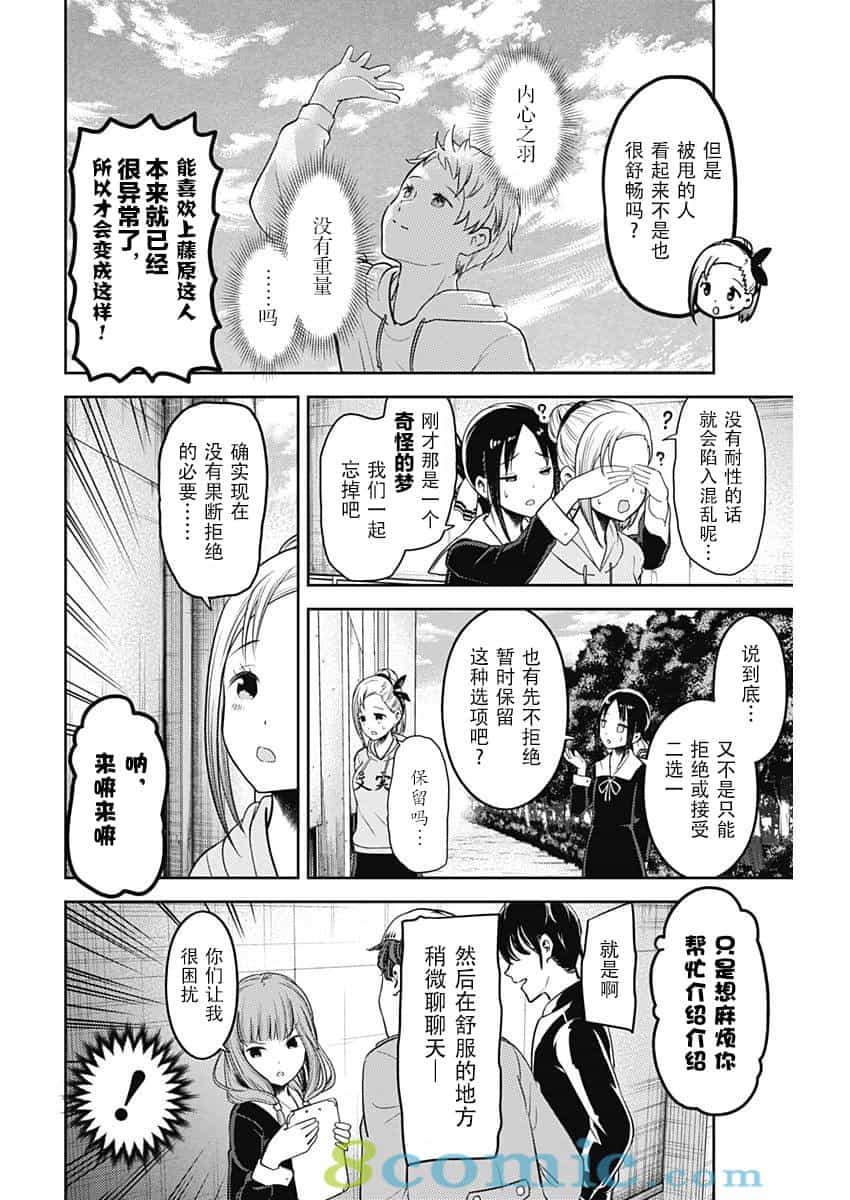 但是
被甩的人
看起来不是也
很舒畅吗？
内心之羽
没有重量
……吗
能喜欢上藤原这人
本来就已经
很异常了，
所以才会变成这样！
没有耐性的话
就会陷入混乱呢…
?
?
?
刚才那是一个
奇怪的梦
我们一起
忘掉吧
说到底…
又不是只能
拒绝或接受
二选一
也有先不拒绝
暂时保留
这种选项吧？
保留吗…
确实现在
没有果断拒绝
的必要……
呐，
来嘛来嘛
只是想麻烦你
帮忙介绍介绍
就是啊
然后在舒服的地方
稍微聊聊天—
你们让我
很困扰
！
8comic.com